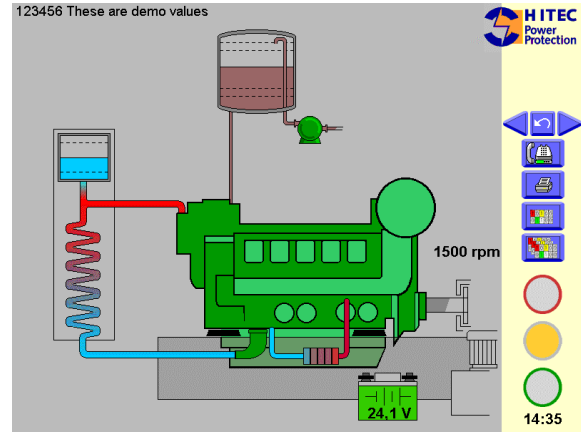 123456 These are demo values
HITEC
Power
Protection
1500 rpm
24,1 V
14:35